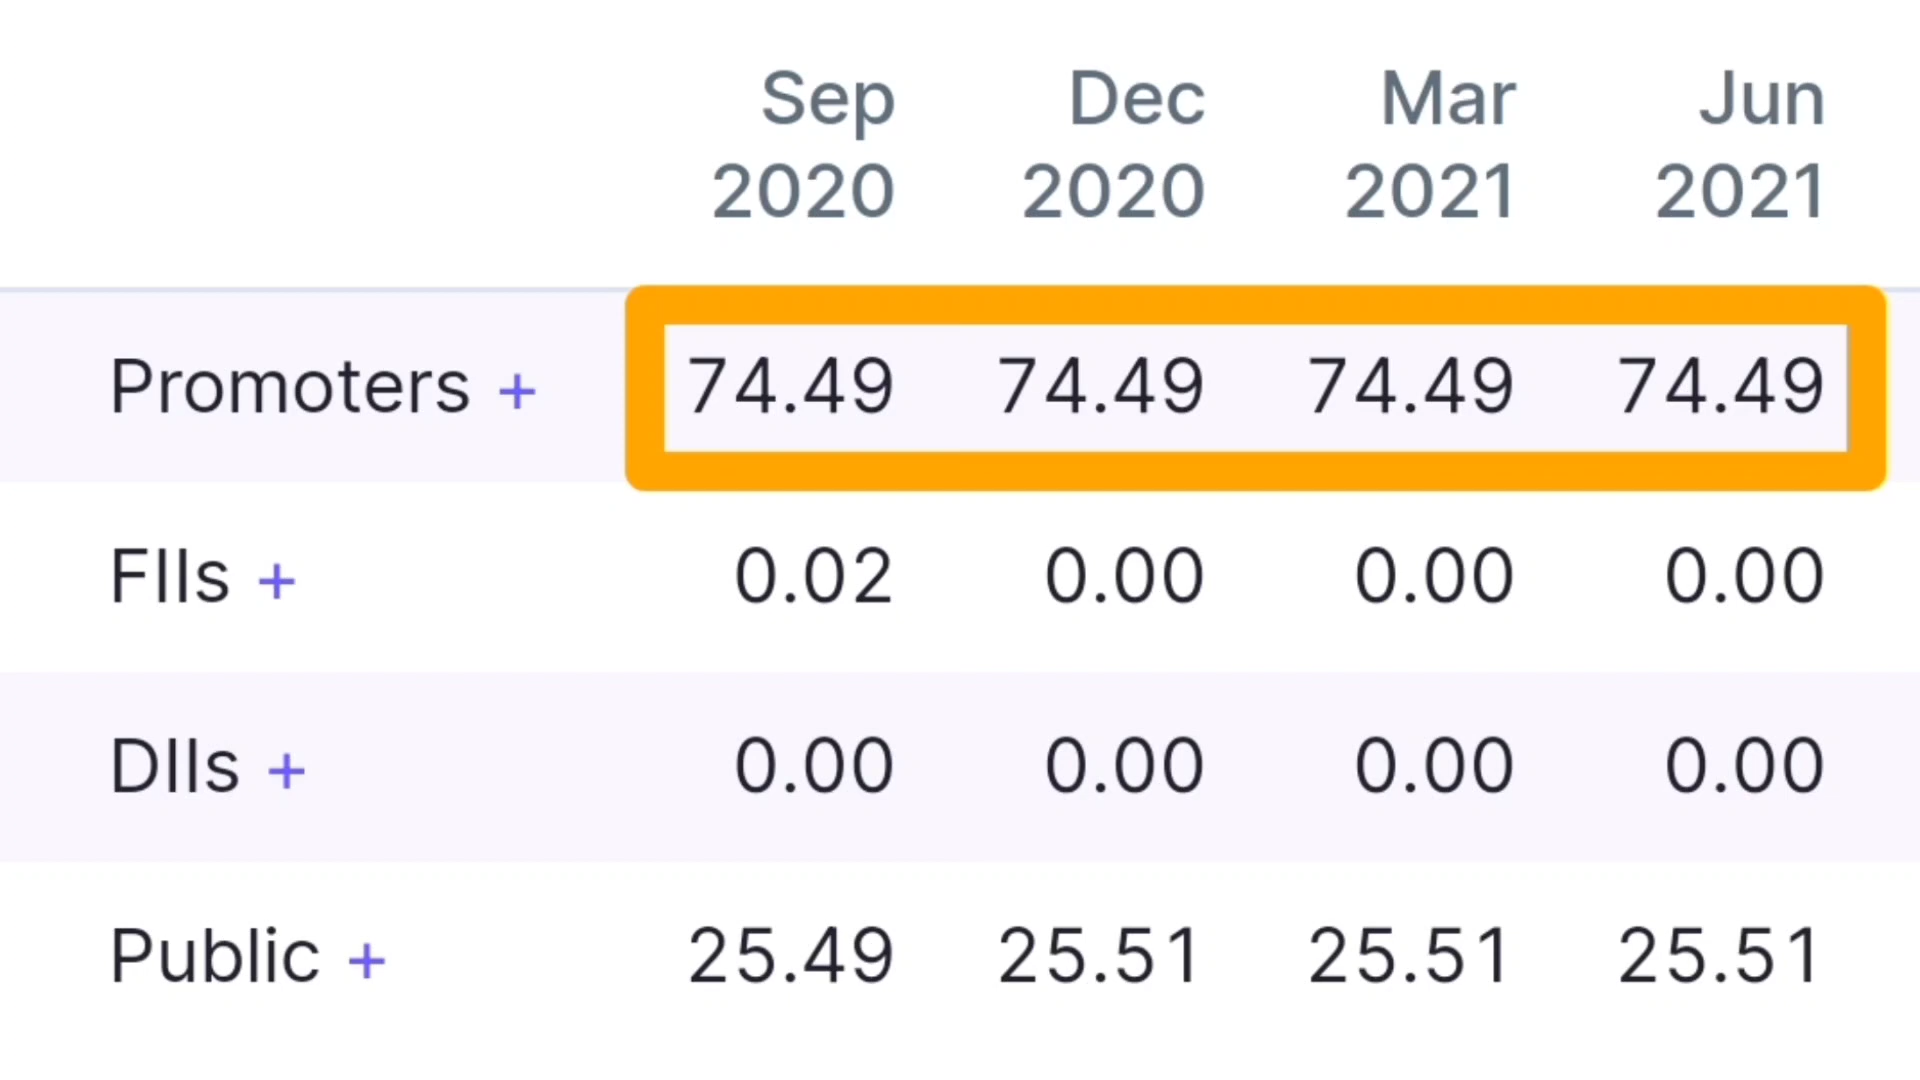 Sep Dec Mar Jun
2020 2020 2021 2021
Promoters + 74.49 74.49 74.49 74.49
FIIs + 0.02 0.00 0.00 0.00
DIIs + 0.00 0.00 0.00 0.00
Public + 25.49 25.51 25.51 25.51